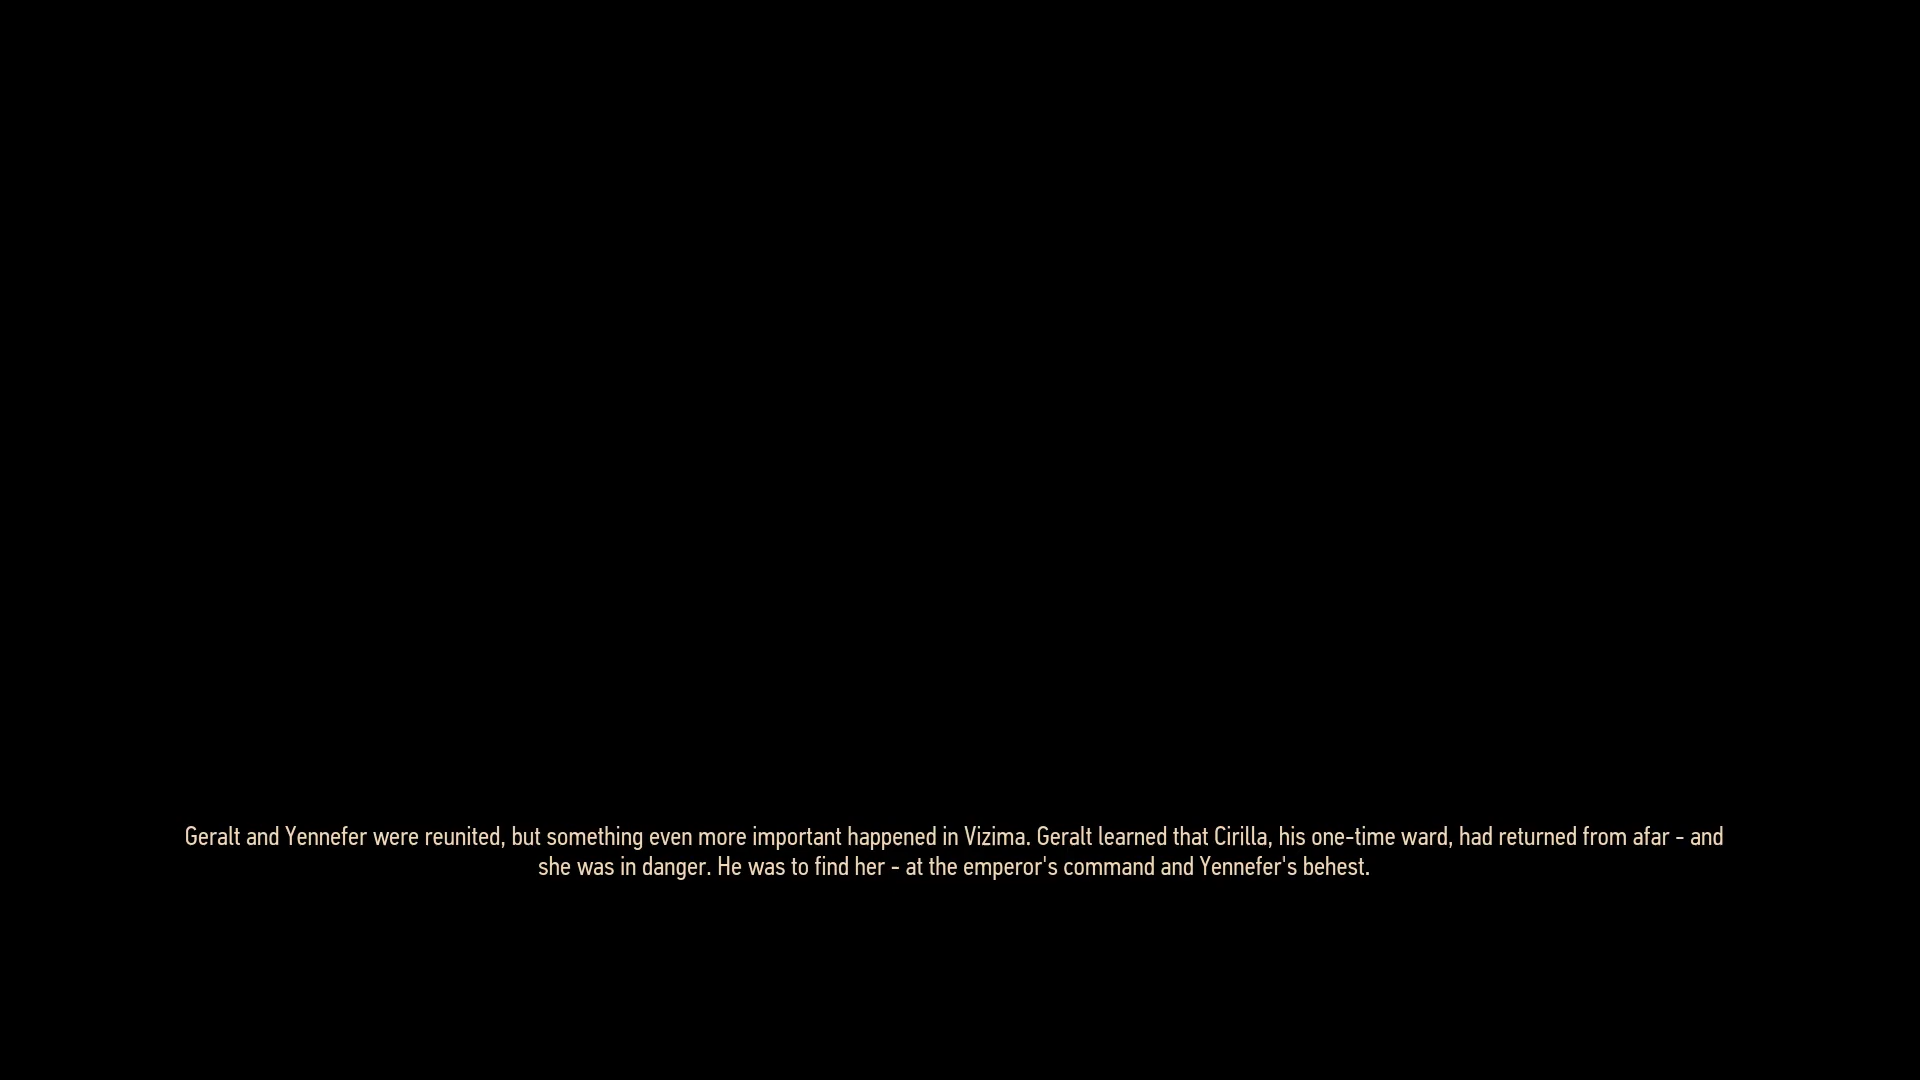 Geralt and Yennefer were reunited, but something even more important happened in Vizima. Geralt learned that Cirilla, his one-time ward, had returned from afar - and
she was in danger. He was to find her - at the emperor's command and Yennefer's behest.